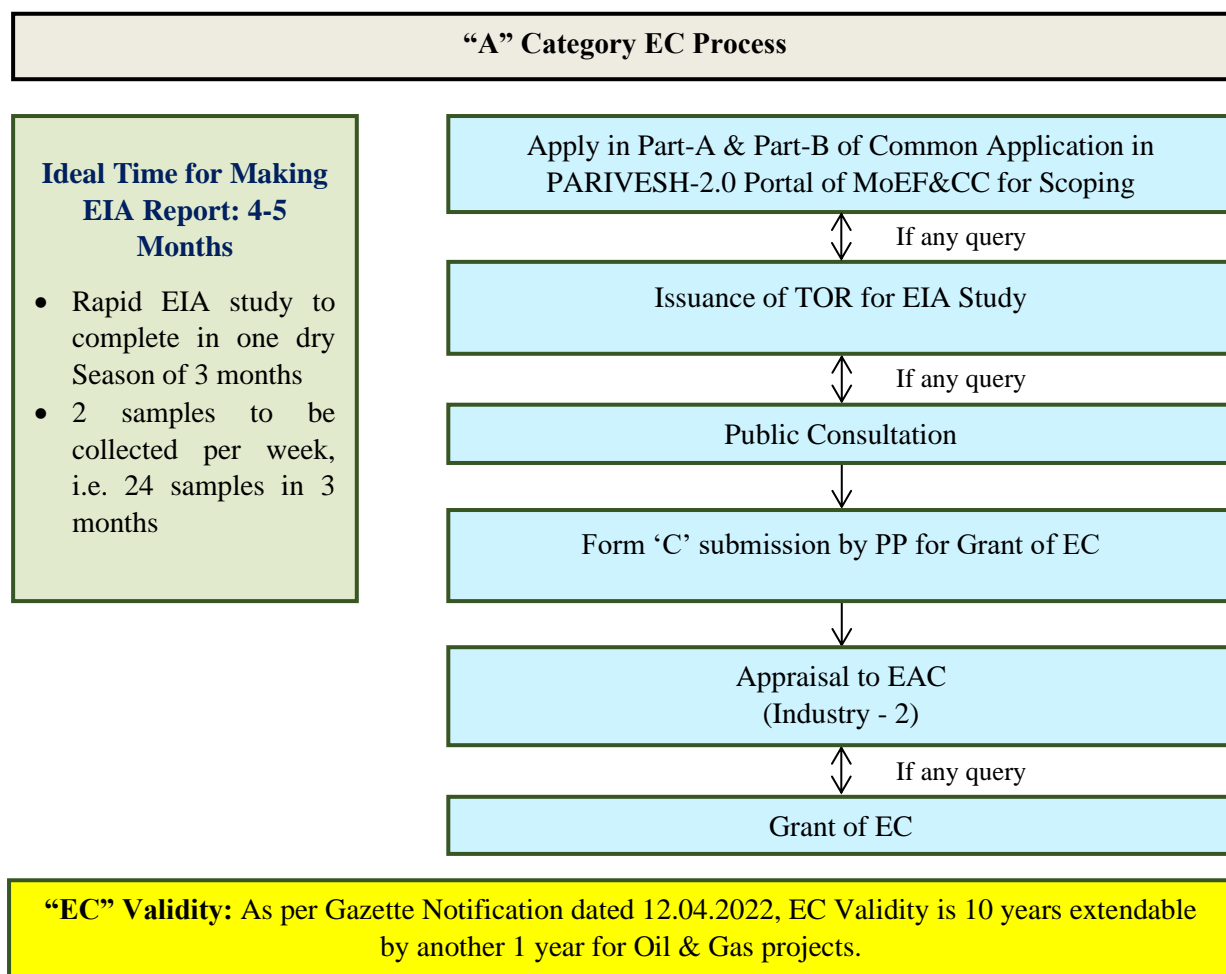 “A” Category EC Process
Ideal Time for Making
EIA Report: 4-5
Months
• Rapid EIA study to
complete in one dry
Season of 3 months
• 2 samples to be
collected per week,
i.e. 24 samples in 3
months
Apply in Part-A & Part-B of Common Application in
PARIVESH-2.0 Portal of MoEF&CC for Scoping
If any query
Issuance of TOR for EIA Study
If any query
Public Consultation
Form ‘C’ submission by PP for Grant of EC
Appraisal to EAC
(Industry - 2)
If any query
Grant of EC
“EC” Validity: As per Gazette Notification dated 12.04.2022, EC Validity is 10 years extendable
by another 1 year for Oil & Gas projects.